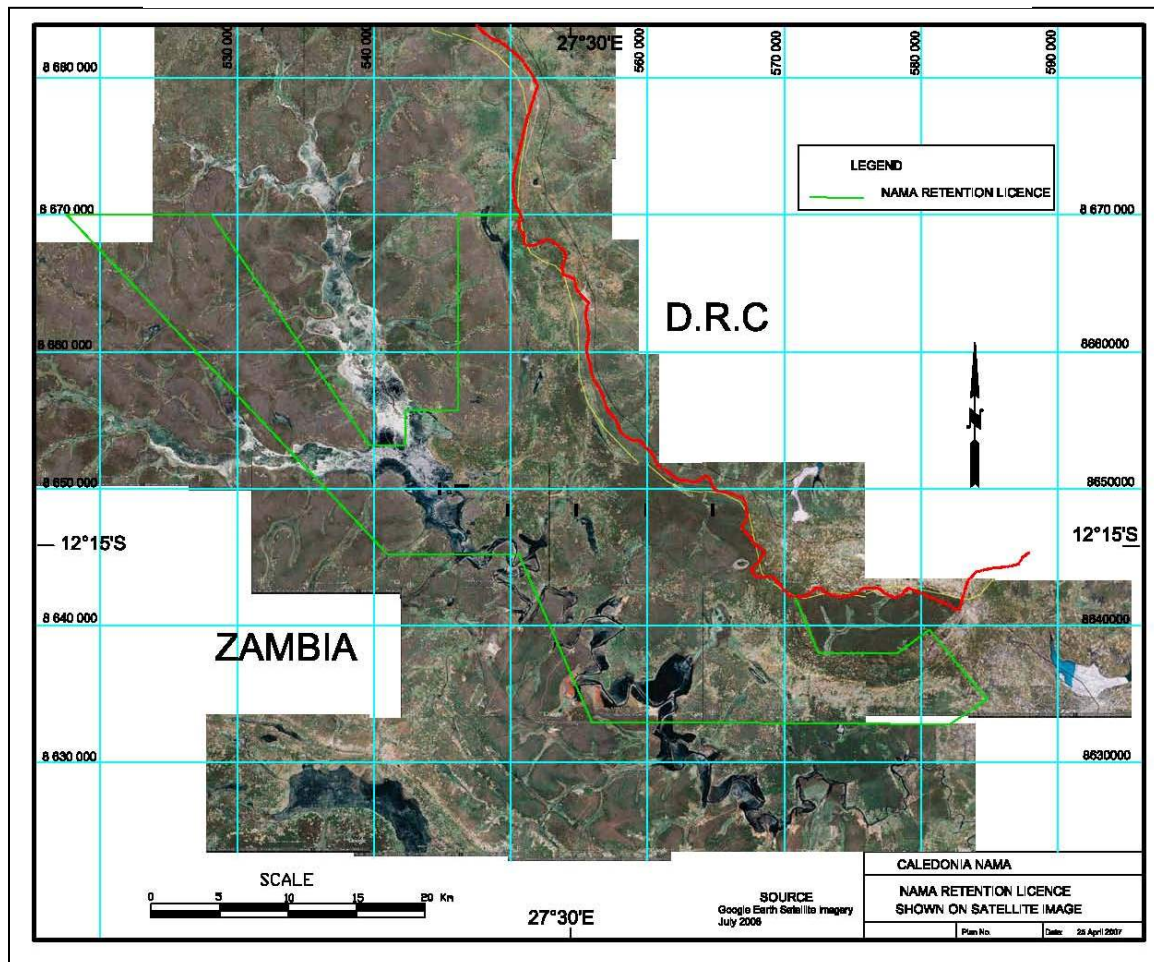 530 000
540 000
27°30'E
560 000
570 000
580 000
590 000
8 680 000
LEGEND
NAMA RETENTION LICENCE
8 670 000
8 670 000
D.R.C
8 660 000
8660000
N
8 650 000
8650000
12°15'S
12°15'S
8 640 000
8640000
ZAMBIA
8 630 000
8630000
SCALE
0 5 10 15 20 Km
27°30'E
SOURCE
Google Earth Satellite Imagery
July 2006
CALEDONIA NAMA
NAMA RETENTION LICENCE
SHOWN ON SATELLITE IMAGE
Plan No. Date: 25 April 2007